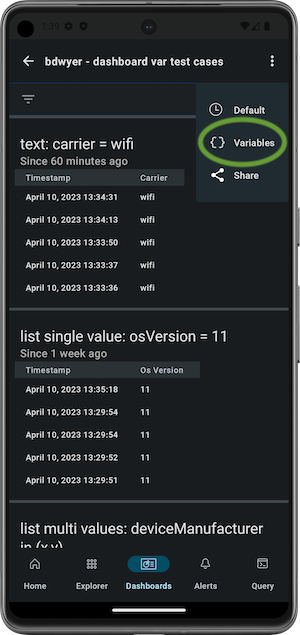 1:39
bdwyer - dashboard var test cases
Default
Variables
Share
text: carrier = wifi
Since 60 minutes ago
Timestamp Carrier
April 10, 2023 13:34:31 wifi
April 10, 2023 13:34:13 wifi
April 10, 2023 13:33:50 wifi
April 10, 2023 13:33:37 wifi
April 10, 2023 13:33:36 wifi
list single value: osVersion = 11
Since 1 week ago
Timestamp Os Version
April 10, 2023 13:35:18 11
April 10, 2023 13:29:54 11
April 10, 2023 13:29:54 11
April 10, 2023 13:29:52 11
April 10, 2023 13:29:51 11
list multi values: deviceManufacturer
in (x,y)
Home Explorer Dashboards Alerts Query